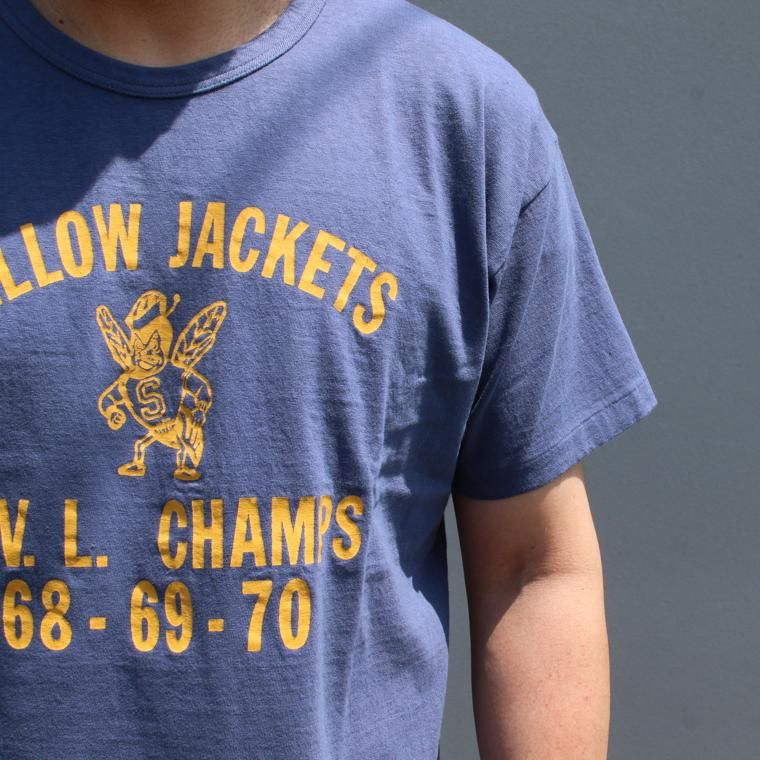 LLOW JACKETS
S
V. L. CHAMPS
68 - 69 - 70